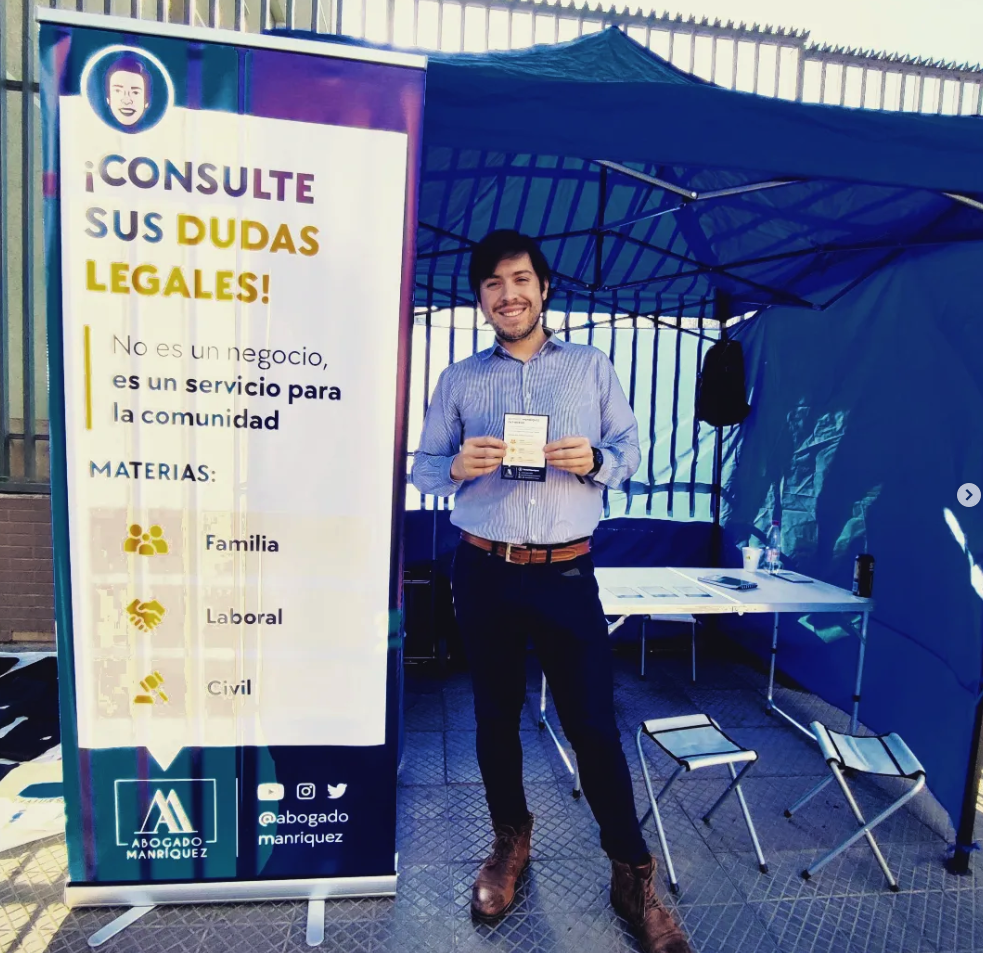 ¡CONSULTE
SUS DUDAS
LEGALES!
No es un negocio,
es un servicio para
la comunidad
MATERIAS:
Familia
Laboral
Civil
ABOGADO
MANRÍQUEZ
@abogado
manriquez